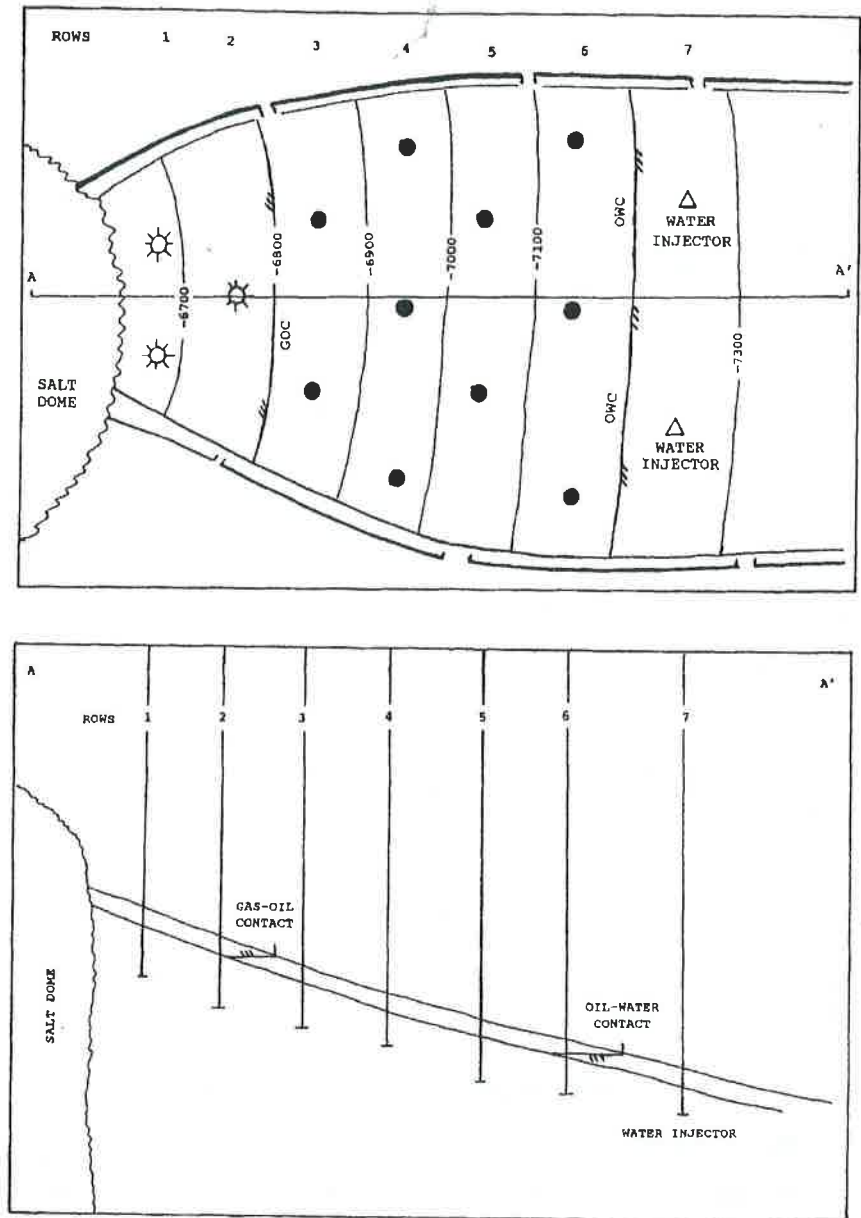 ROWS 1 2 3 4 5 6 7
A
A'
-6700
-6800
-6900
-7000
-7100
-7300
GOC
OWC
OWC
WATER
INJECTOR
WATER
INJECTOR
SALT
DOME
A
A'
ROWS 1 2 3 4 5 6 7
GAS-OIL
CONTACT
OIL-WATER
CONTACT
SALT DOME
WATER INJECTOR